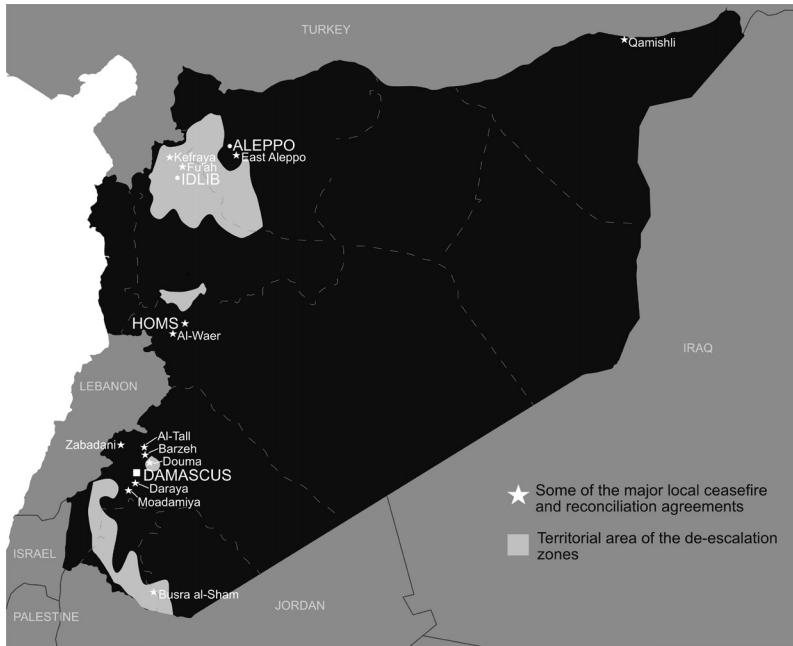 TURKEY
Qamishli
ALEPPO
East Aleppo
Kefraya
Fu'ah
IDLIB
HOMS
Al-Waer
IRAQ
LEBANON
Al-Tall
Zabadani
Barzeh
Douma
DAMASCUS
Daraya
Moadamiya
Some of the major local ceasefire
and reconciliation agreements
Territorial area of the de-escalation
zones
ISRAEL
Busra al-Sham
JORDAN
PALESTINE